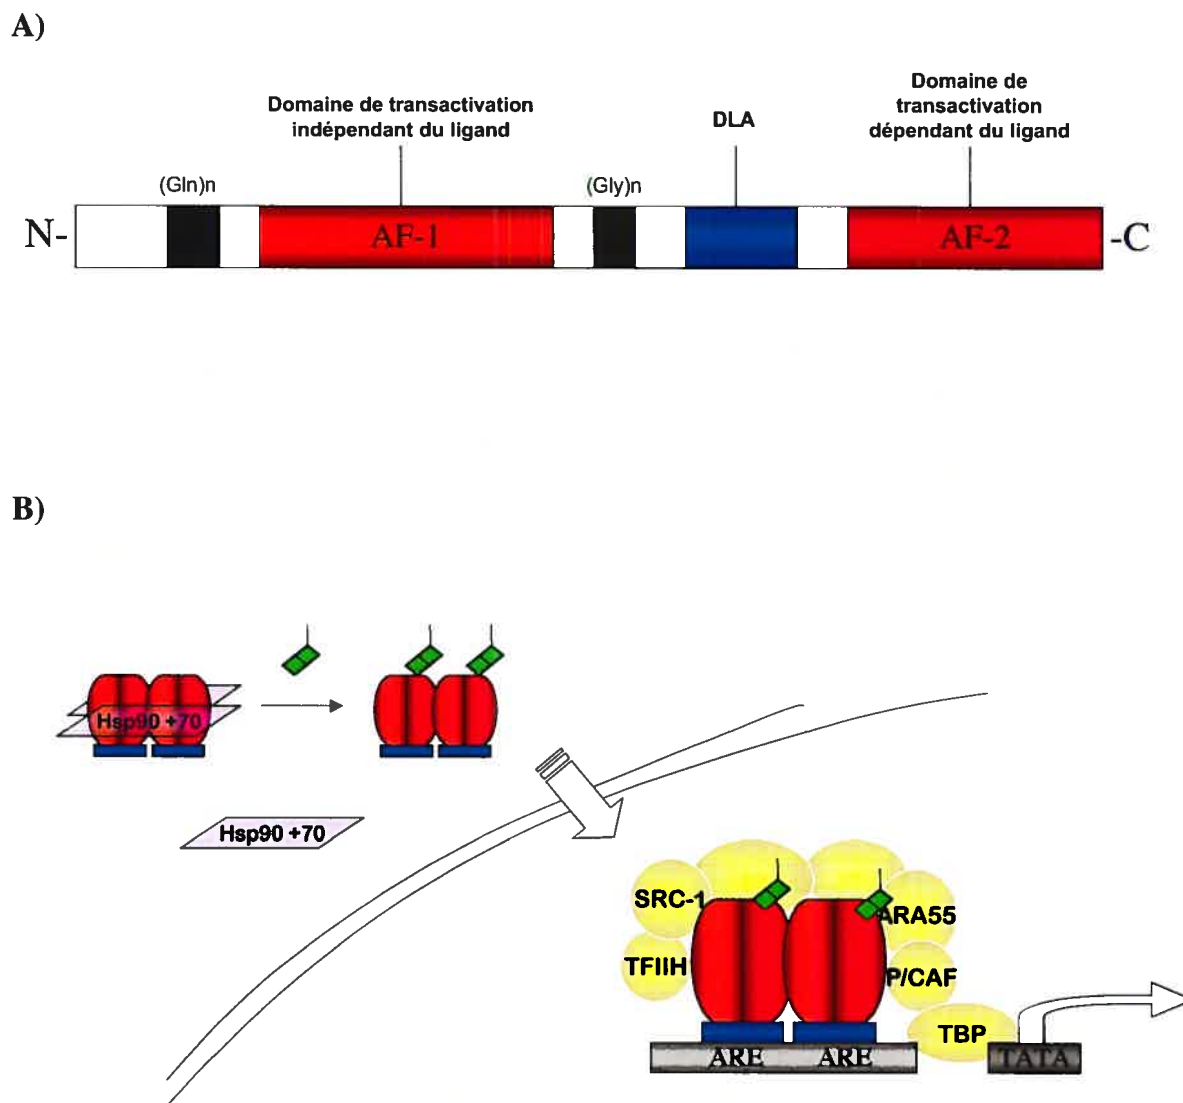 A)
Domaine de transactivation
indépendant du ligand
DLA
Domaine de
transactivation
dépendant du ligand
(Gln)n
(Gly)n
N-
AF-1
AF-2
-C
B)
Hsp90 +70
Hsp90 +70
SRC-1
ARA55
TFIIH
P/CAF
TBP
ARE
ARE
TATA